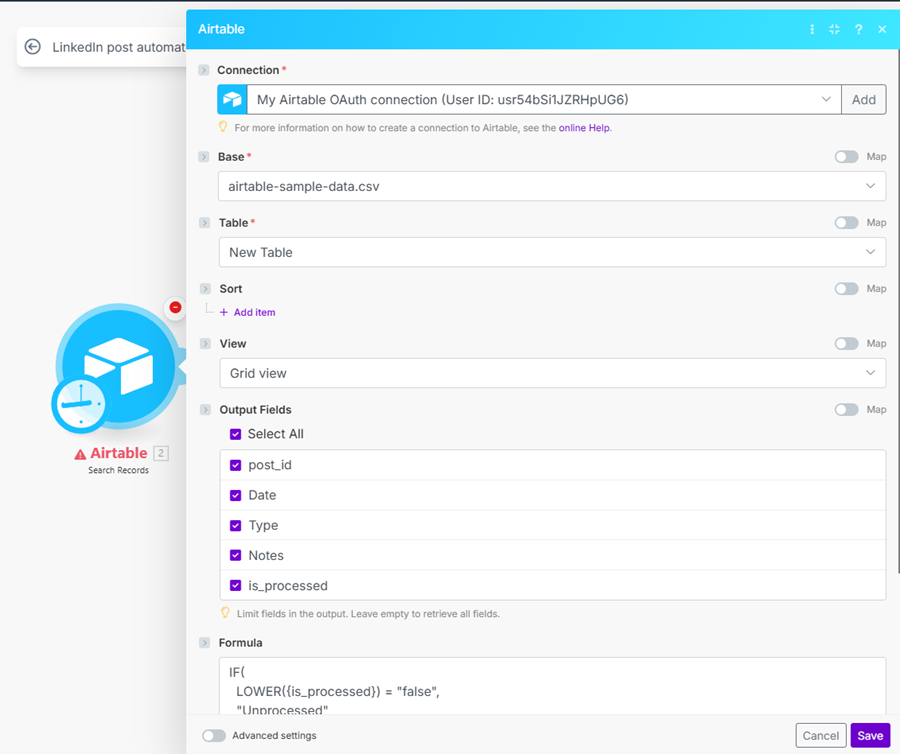 LinkedIn post automat
Airtable
?
Connection *
My Airtable OAuth connection (User ID: usr54bSi1JZRHpUG6)
Add
For more information on how to create a connection to Airtable, see the online Help.
Base *
Map
airtable-sample-data.csv
Table *
Map
New Table
Sort
Map
+ Add item
View
Map
Grid view
Output Fields
Map
Select All
post_id
Date
Type
Notes
is_processed
Limit fields in the output. Leave empty to retrieve all fields.
Formula
IF(
LOWER({is_processed}) = "false",
"Unprocessed"
Airtable 2
Search Records
Advanced settings
Cancel
Save